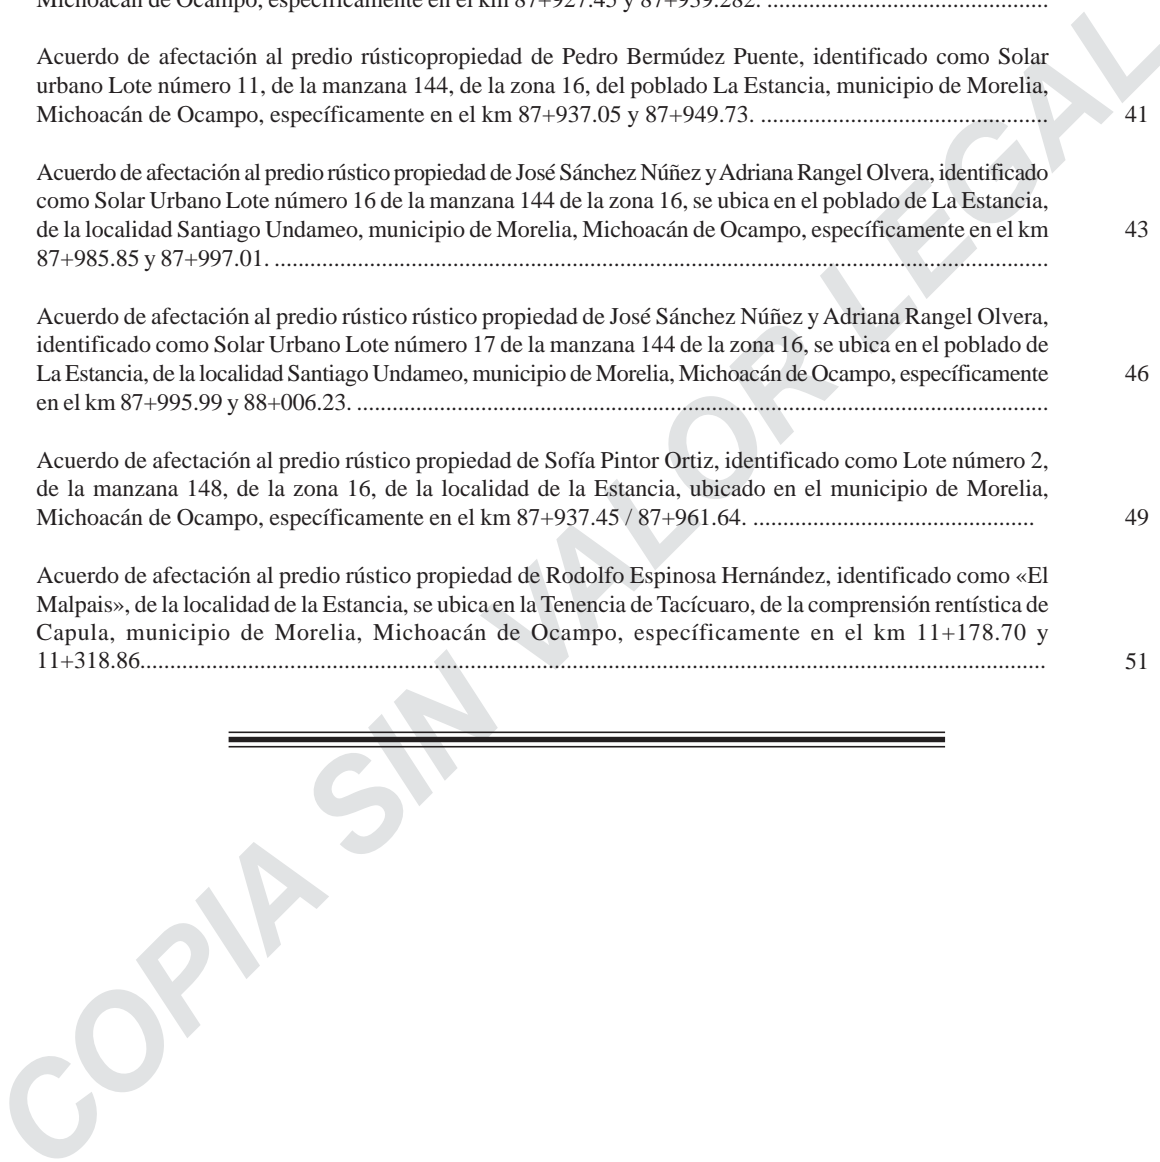 Michoacán de Ocampo, específicamente en el km 87+927.45 y 87+939.282. ................................................
Acuerdo de afectación al predio rústicopropiedad de Pedro Bermúdez Puente, identificado como Solar
urbano Lote número 11, de la manzana 144, de la zona 16, del poblado La Estancia, municipio de Morelia,
Michoacán de Ocampo, específicamente en el km 87+937.05 y 87+949.73. ................................................ 41
Acuerdo de afectación al predio rústico propiedad de José Sánchez Núñez y Adriana Rangel Olvera, identificado
como Solar Urbano Lote número 16 de la manzana 144 de la zona 16, se ubica en el poblado de La Estancia,
de la localidad Santiago Undameo, municipio de Morelia, Michoacán de Ocampo, específicamente en el km 43
87+985.85 y 87+997.01. ...................................................................................................................................
Acuerdo de afectación al predio rústico rústico propiedad de José Sánchez Núñez y Adriana Rangel Olvera,
identificado como Solar Urbano Lote número 17 de la manzana 144 de la zona 16, se ubica en el poblado de
La Estancia, de la localidad Santiago Undameo, municipio de Morelia, Michoacán de Ocampo, específicamente 46
en el km 87+995.99 y 88+006.23. .....................................................................................................................
Acuerdo de afectación al predio rústico propiedad de Sofía Pintor Ortiz, identificado como Lote número 2,
de la manzana 148, de la zona 16, de la localidad de la Estancia, ubicado en el municipio de Morelia,
Michoacán de Ocampo, específicamente en el km 87+937.45 / 87+961.64. ............................................... 49
Acuerdo de afectación al predio rústico propiedad de Rodolfo Espinosa Hernández, identificado como «El
Malpais», de la localidad de la Estancia, se ubica en la Tenencia de Tacícuaro, de la comprensión rentística de
Capula, municipio de Morelia, Michoacán de Ocampo, específicamente en el km 11+178.70 y
11+318.86......................................................................................................................................................... 51
COPIA SIN VALOR LEGAL